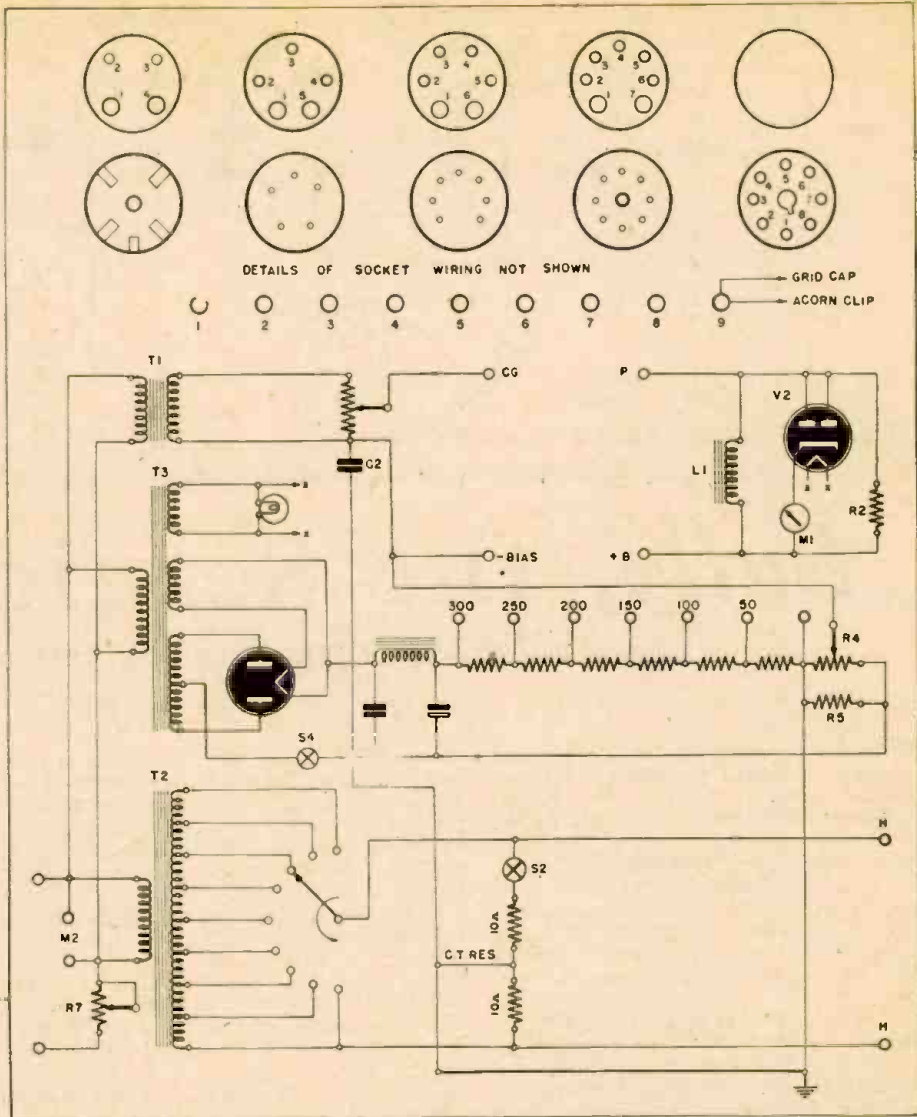 2 3
1 4
3
2 4
1 5
3 4
2 5
1 6
4
3 5
2 6
1 7
5
4 6
3 7
2 8
1
DETAILS OF SOCKET WIRING NOT SHOWN
GRID CAP
ACORN CLIP
1 2 3 4 5 6 7 8 9
T1
CG
P
V2
C2
L1
T3
x
x x
R2
M1
x
-BIAS
+B
300 250 200 150 100 50
R4
R5
S4
T2
H
S2
10Ω
M2
C T RES
R7
10Ω
H